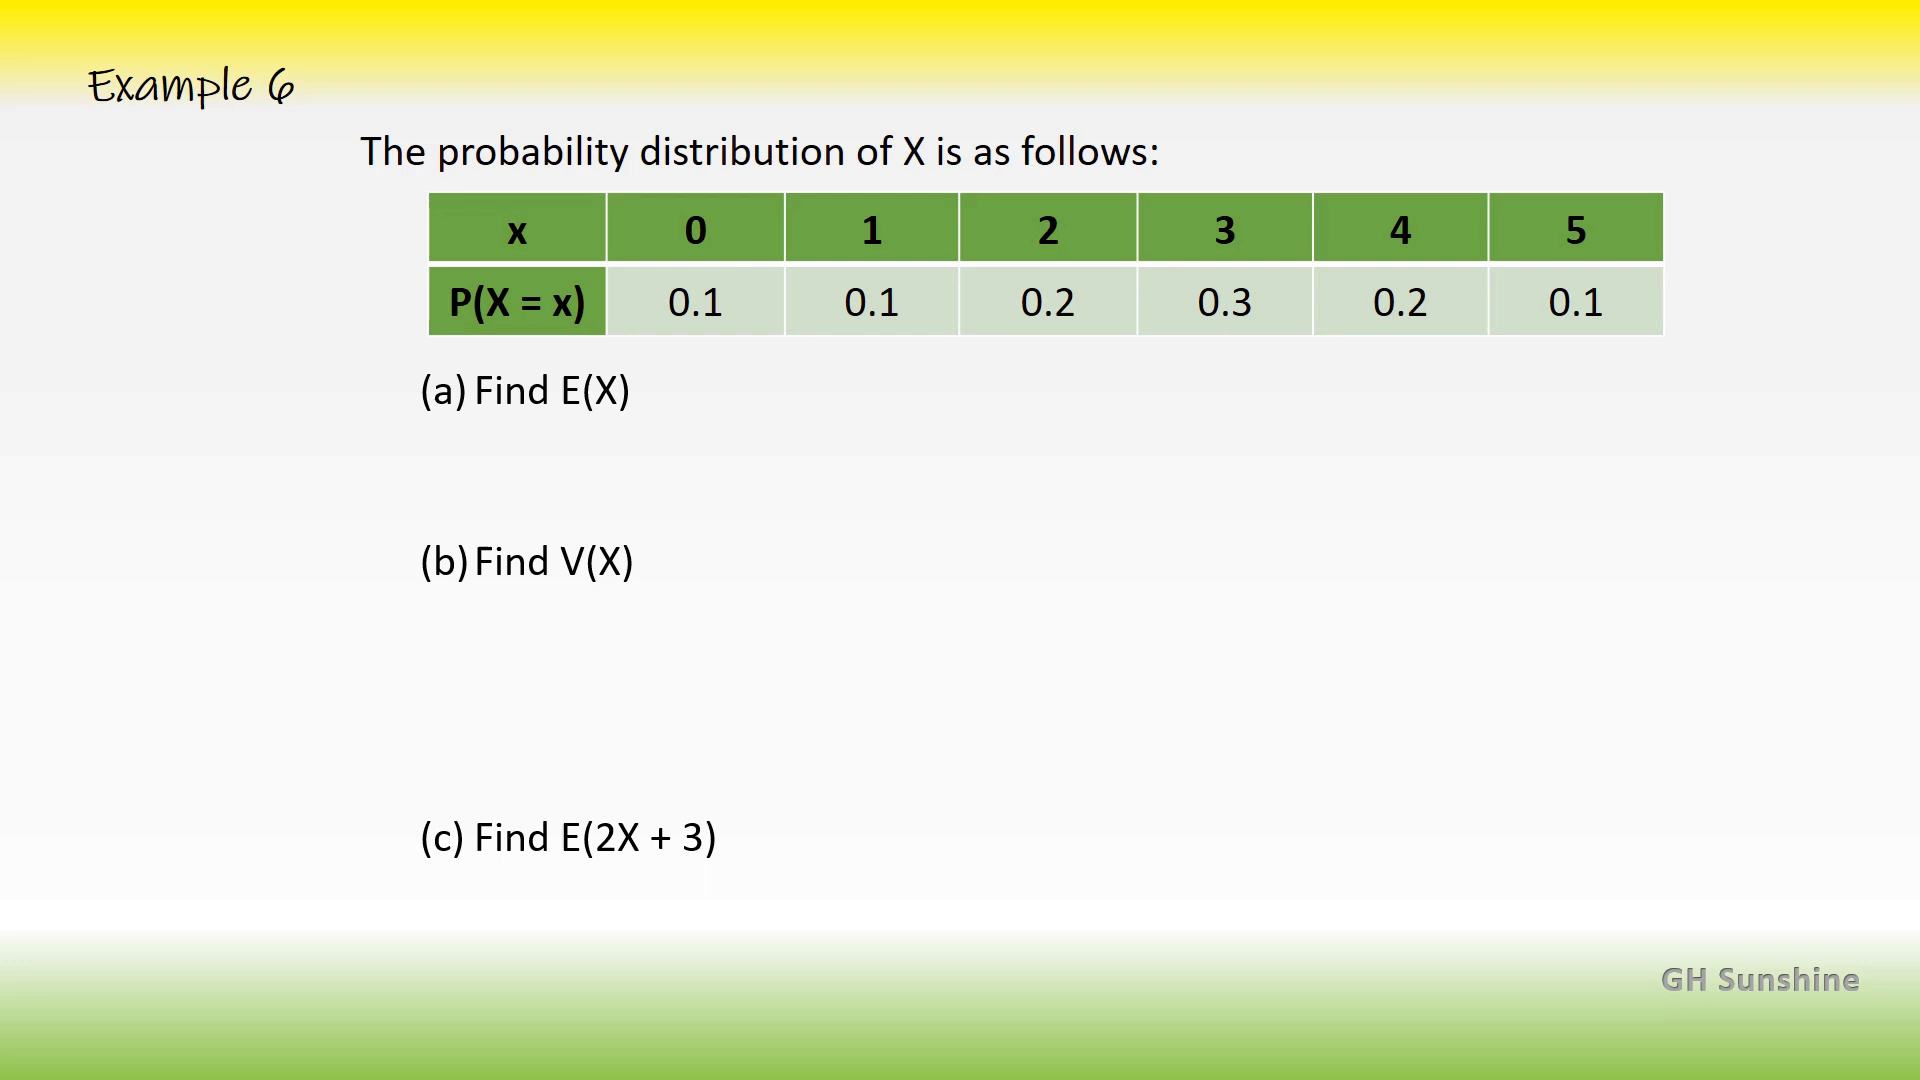 Example 6
The probability distribution of X is as follows:
x 0 1 2 3 4 5
P(X = x) 0.1 0.1 0.2 0.3 0.2 0.1
(a) Find E(X)
(b) Find V(X)
(c) Find E(2X + 3)
GH Sunshine